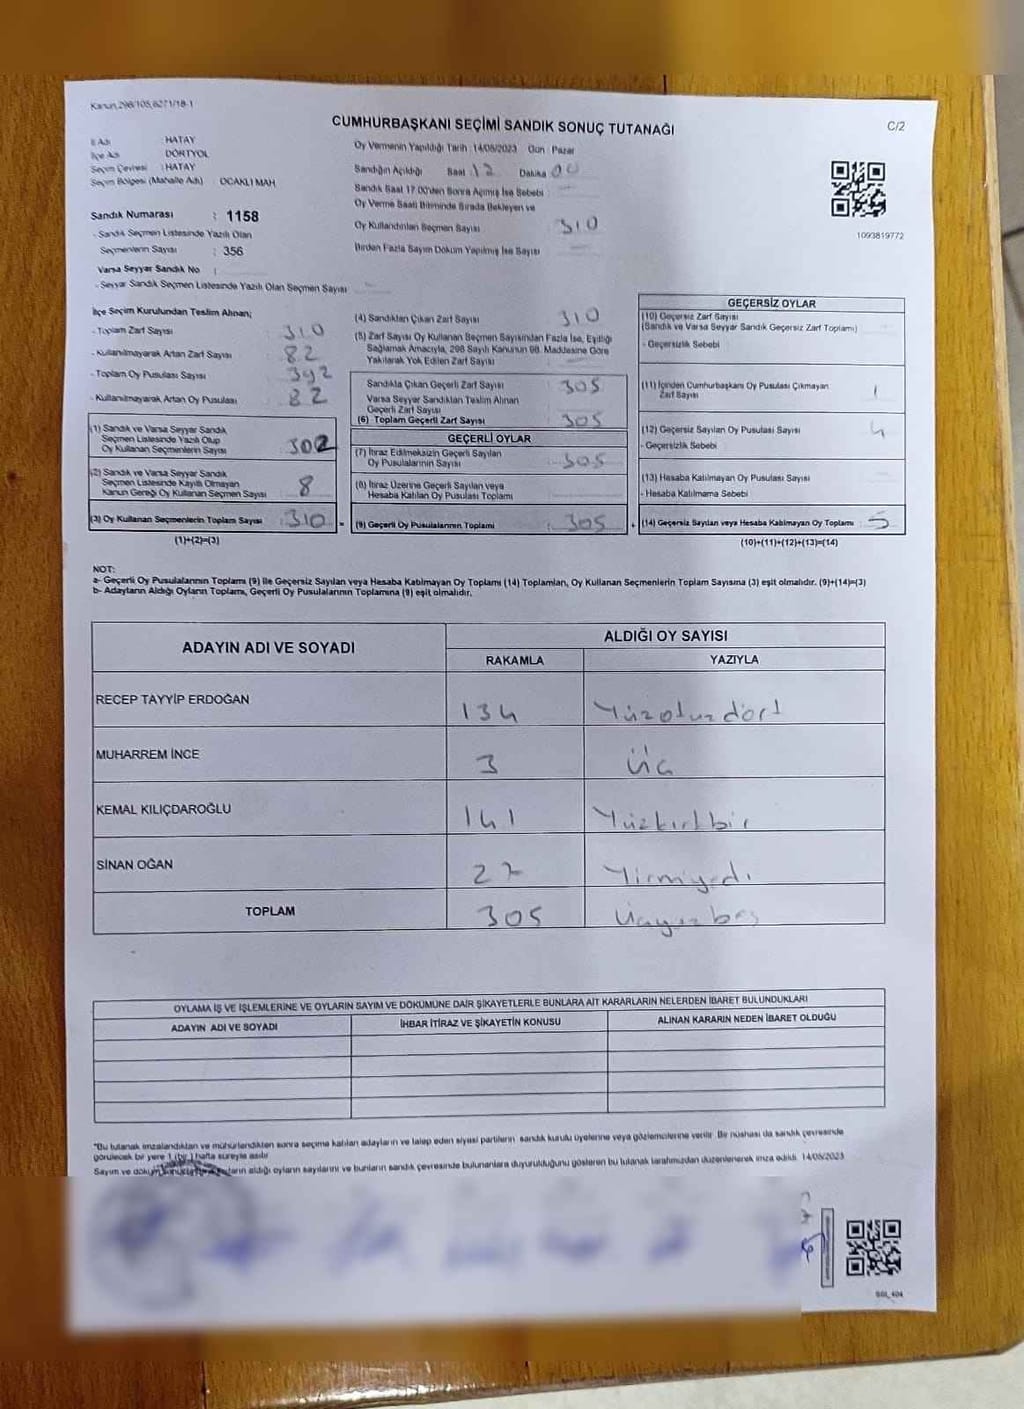 Kanun,298/105,6271/18-1
CUMHURBAŞKANI SEÇİMİ SANDIK SONUÇ TUTANAĞI
C/2
İl Adı : HATAY
İlçe Adı : DÖRTYOL
Seçim Çevresi : HATAY
Seçim Bölgesi (Mahalle Adı) : OCAKLI MAH
Sandık Numarası : 1158
- Sandık Seçmen Listesinde Yazılı Olan
Seçmenlerin Sayısı : 356
Varsa Seyyar Sandık No :
- Seyyar Sandık Seçmen Listesinde Yazılı Olan Seçmen Sayısı
Oy Vermenin Yapıldığı Tarih :14/05/2023 Gün : Pazar
Sandığın Açıldığı Saat 12 Dakika 00
Sandık Saat 17.00'den Sonra Açılmış İse Sebebi :
Oy Verme Saati Bitiminde Sırada Bekleyen ve
Oy Kullandırılan Seçmen Sayısı : 310
Birden Fazla Sayım Döküm Yapılmış İse Sayısı
1093819772
İlçe Seçim Kurulundan Teslim Alınan;
- Toplam Zarf Sayısı : 310
- Kullanılmayarak Artan Zarf Sayısı : 82
- Toplam Oy Pusulası Sayısı : 392
- Kullanılmayarak Artan Oy Pusulası : 82
(1) Sandık ve Varsa Seyyar Sandık
Seçmen Listesinde Yazılı Olup
Oy Kullanan Seçmenlerin Sayısı : 302
(2) Sandık ve Varsa Seyyar Sandık
Seçmen Listesinde Kayıtlı Olmayan
Kanun Gereği Oy Kullanan Seçmen Sayısı : 8
(3) Oy Kullanan Seçmenlerin Toplam Sayısı : 310
(1)+(2)=(3)
(4) Sandıktan Çıkan Zarf Sayısı : 310
(5) Zarf Sayısı Oy Kullanan Seçmen Sayısından Fazla İse, Eşitliği
Sağlamak Amacıyla, 298 Sayılı Kanunun 98. Maddesine Göre
Yakılarak Yok Edilen Zarf Sayısı :
Sandıkta Çıkan Geçerli Zarf Sayısı : 305
Varsa Seyyar Sandıktan Teslim Alınan
Geçerli Zarf Sayısı
(6) Toplam Geçerli Zarf Sayısı : 305
GEÇERLİ OYLAR
(7) İtiraz Edilmeksizin Geçerli Sayılan
Oy Pusulalarının Sayısı : 305
(8) İtiraz Üzerine Geçerli Sayılan veya
Hesaba Katılan Oy Pusulası Toplamı
(9) Geçerli Oy Pusulalarının Toplamı : 305
GEÇERSİZ OYLAR
(10) Geçersiz Zarf Sayısı
(Sandık ve Varsa Seyyar Sandık Geçersiz Zarf Toplamı)
- Geçersizlik Sebebi
(11) İçinden Cumhurbaşkanı Oy Pusulası Çıkmayan
Zarf Sayısı : 1
(12) Geçersiz Sayılan Oy Pusulası Sayısı : 4
- Geçersizlik Sebebi
(13) Hesaba Katılmayan Oy Pusulası Sayısı
- Hesaba Katılmama Sebebi
(14) Geçersiz Sayılan veya Hesaba Katılmayan Oy Toplamı : 5
(10)+(11)+(12)+(13)=(14)
NOT:
a- Geçerli Oy Pusulalarının Toplamı (9) ile Geçersiz Sayılan veya Hesaba Katılmayan Oy Toplamı (14) Toplamları, Oy Kullanan Seçmenlerin Toplam Sayısına (3) eşit olmalıdır. (9)+(14)=(3)
b- Adayların Aldığı Oyların Toplamı, Geçerli Oy Pusulalarının Toplamına (9) eşit olmalıdır.
ADAYIN ADI VE SOYADI
ALDIĞI OY SAYISI
RAKAMLA YAZIYLA
RECEP TAYYİP ERDOĞAN 134 Yüzotuzdört
MUHARREM İNCE 3 Üç
KEMAL KILIÇDAROĞLU 141 Yüzkırkbir
SİNAN OĞAN 27 Yirmiyedi
TOPLAM 305 Üçyüzbeş
OYLAMA İŞ VE İŞLEMLERİNE VE OYLARIN SAYIM VE DÖKÜMÜNE DAİR ŞİKAYETLERLE BUNLARA AİT KARARLARIN NELERDEN İBARET BULUNDUKLARI
ADAYIN ADI VE SOYADI İHBAR İTİRAZ VE ŞİKAYETİN KONUSU ALINAN KARARIN NEDEN İBARET OLDUĞU
"Bu tutanak imzalandıktan ve mühürlendikten sonra seçime katılan adayların ve talep eden siyasi partilerin sandık kurulu üyelerine veya gözlemcilerine verilir. Bir nüshası da sandık çevresinde
görülecek bir yere 1 (bir) hafta süreyle asılır
Sayım ve döküm aldığı oyların sayılarını ve bunların sandık çevresinde bulunanlara duyurulduğunu gösteren bu tutanak tarafımızdan düzenlenerek imza edildi. 14/05/2023